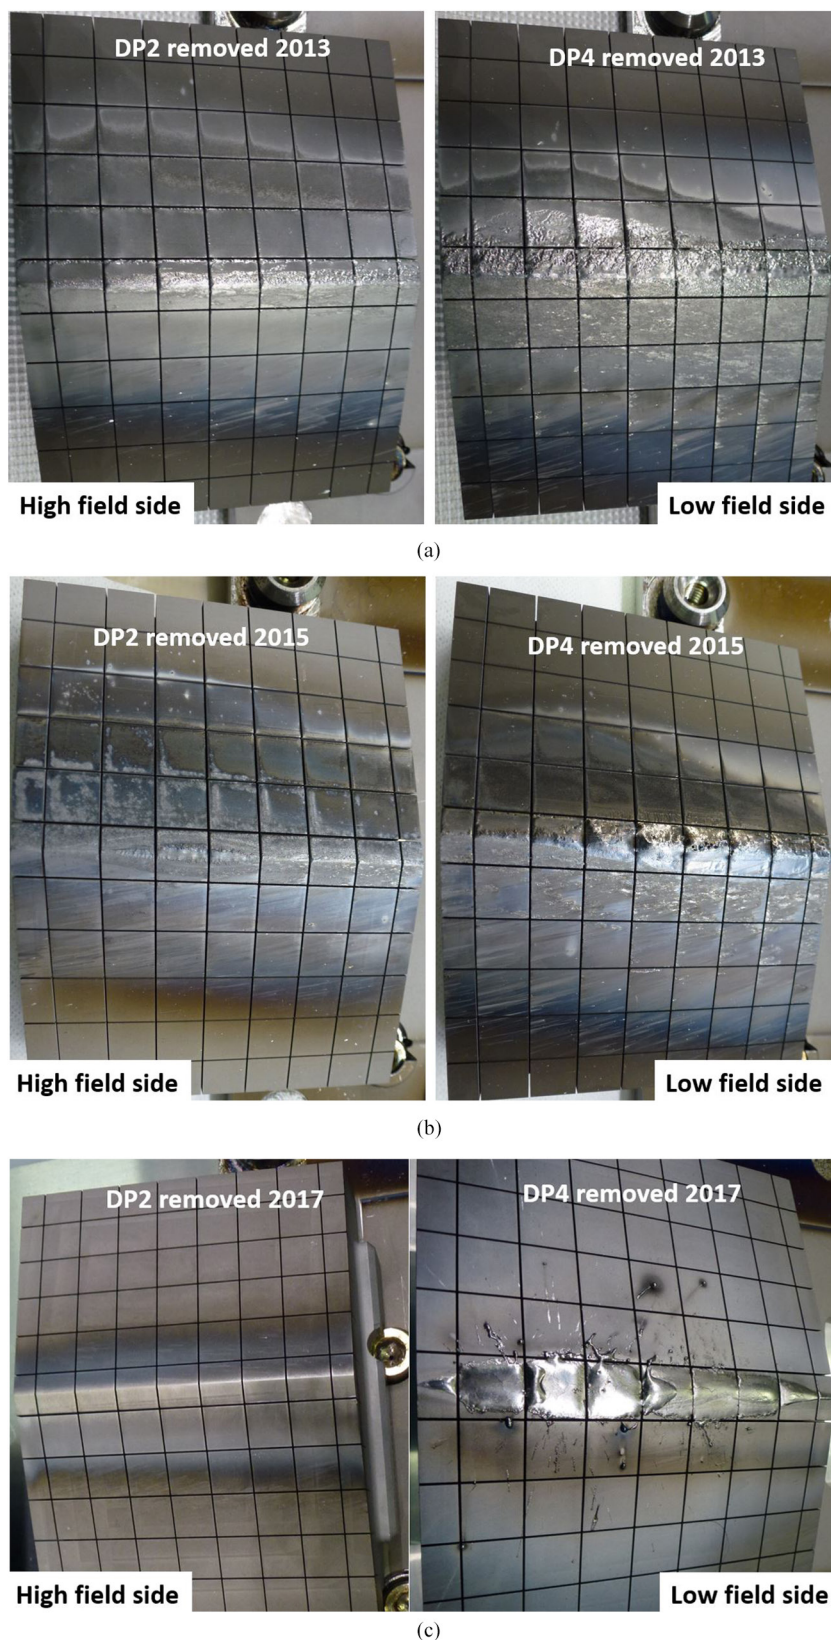 DP2 removed 2013
DP4 removed 2013
High field side
Low field side
(a)
DP2 removed 2015
DP4 removed 2015
High field side
Low field side
(b)
DP2 removed 2017
DP4 removed 2017
High field side
Low field side
(c)